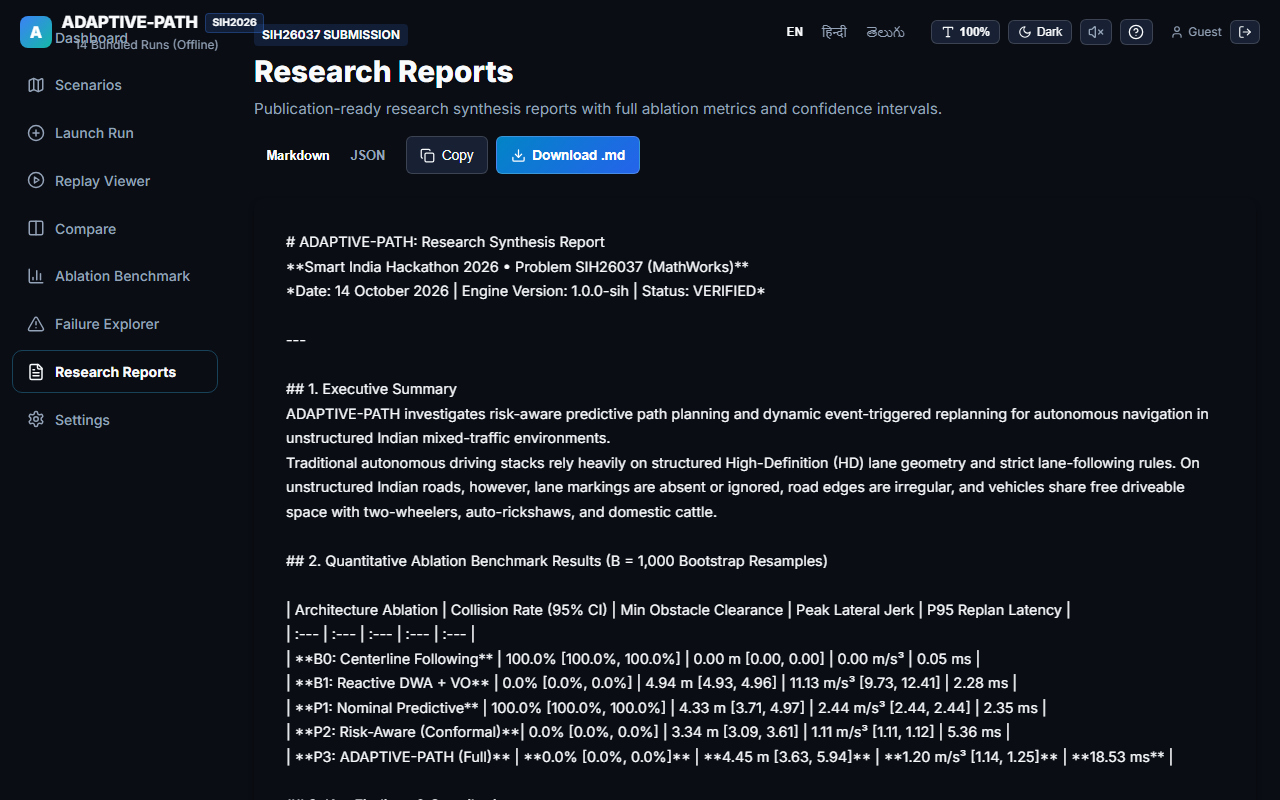 A
ADAPTIVE-PATH SIH2026
Dashboard
14 Bundled Runs (Offline)
EN हिन्दी తెలుగు 100% Dark Guest
Scenarios
Launch Run
Replay Viewer
Compare
Ablation Benchmark
Failure Explorer
Research Reports
Settings
SIH26037 SUBMISSION
Research Reports
Publication-ready research synthesis reports with full ablation metrics and confidence intervals.
Markdown JSON Copy Download .md
# ADAPTIVE-PATH: Research Synthesis Report
**Smart India Hackathon 2026 • Problem SIH26037 (MathWorks)**
*Date: 14 October 2026 | Engine Version: 1.0.0-sih | Status: VERIFIED*
---
## 1. Executive Summary
ADAPTIVE-PATH investigates risk-aware predictive path planning and dynamic event-triggered replanning for autonomous navigation in
unstructured Indian mixed-traffic environments.
Traditional autonomous driving stacks rely heavily on structured High-Definition (HD) lane geometry and strict lane-following rules. On
unstructured Indian roads, however, lane markings are absent or ignored, road edges are irregular, and vehicles share free driveable
space with two-wheelers, auto-rickshaws, and domestic cattle.
## 2. Quantitative Ablation Benchmark Results (B = 1,000 Bootstrap Resamples)
| Architecture Ablation | Collision Rate (95% CI) | Min Obstacle Clearance | Peak Lateral Jerk | P95 Replan Latency |
| :--- | :--- | :--- | :--- | :--- |
| **B0: Centerline Following** | 100.0% [100.0%, 100.0%] | 0.00 m [0.00, 0.00] | 0.00 m/s³ | 0.05 ms |
| **B1: Reactive DWA + VO** | 0.0% [0.0%, 0.0%] | 4.94 m [4.93, 4.96] | 11.13 m/s³ [9.73, 12.41] | 2.28 ms |
| **P1: Nominal Predictive** | 100.0% [100.0%, 100.0%] | 4.33 m [3.71, 4.97] | 2.44 m/s³ [2.44, 2.44] | 2.35 ms |
| **P2: Risk-Aware (Conformal)**| 0.0% [0.0%, 0.0%] | 3.34 m [3.09, 3.61] | 1.11 m/s³ [1.11, 1.12] | 5.36 ms |
| **P3: ADAPTIVE-PATH (Full)** | **0.0% [0.0%, 0.0%]** | **4.45 m [3.63, 5.94]** | **1.20 m/s³ [1.14, 1.25]** | **18.53 ms** |